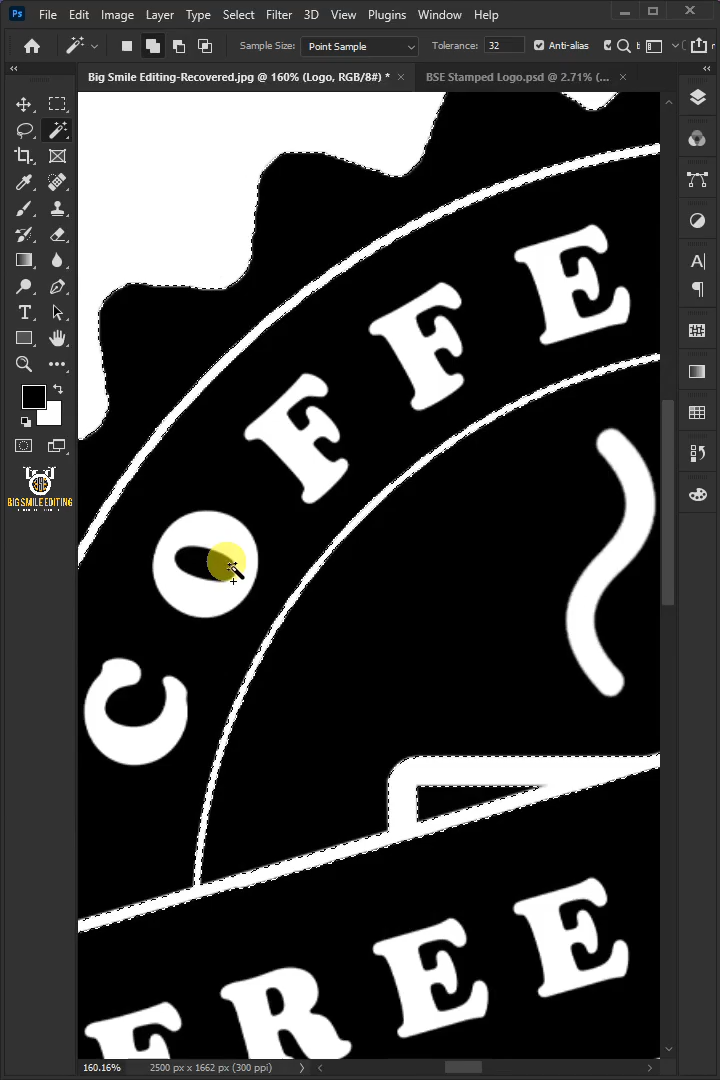 Ps File Edit Image Layer Type Select Filter 3D View Plugins Window Help
Sample Size: Point Sample Tolerance: 32 Anti-alias
Big Smile Editing-Recovered.jpg @ 160% (Logo, RGB/8#) * BSE Stamped Logo.psd @ 2.71% (...
COFFE
BSE
BIG SMILE EDITING
FREE
160.16% 2500 px x 1662 px (300 ppi)